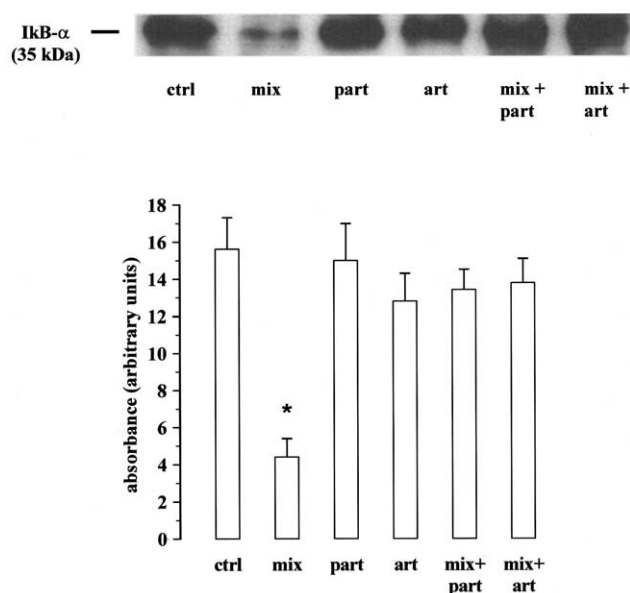 IkB-α
(35 kDa)
ctrl mix part art mix + mix +
part art
absorbance (arbitrary units)
18
16
14
12
10
8
6
4
2
0
*
ctrl mix part art mix+ mix+
part art